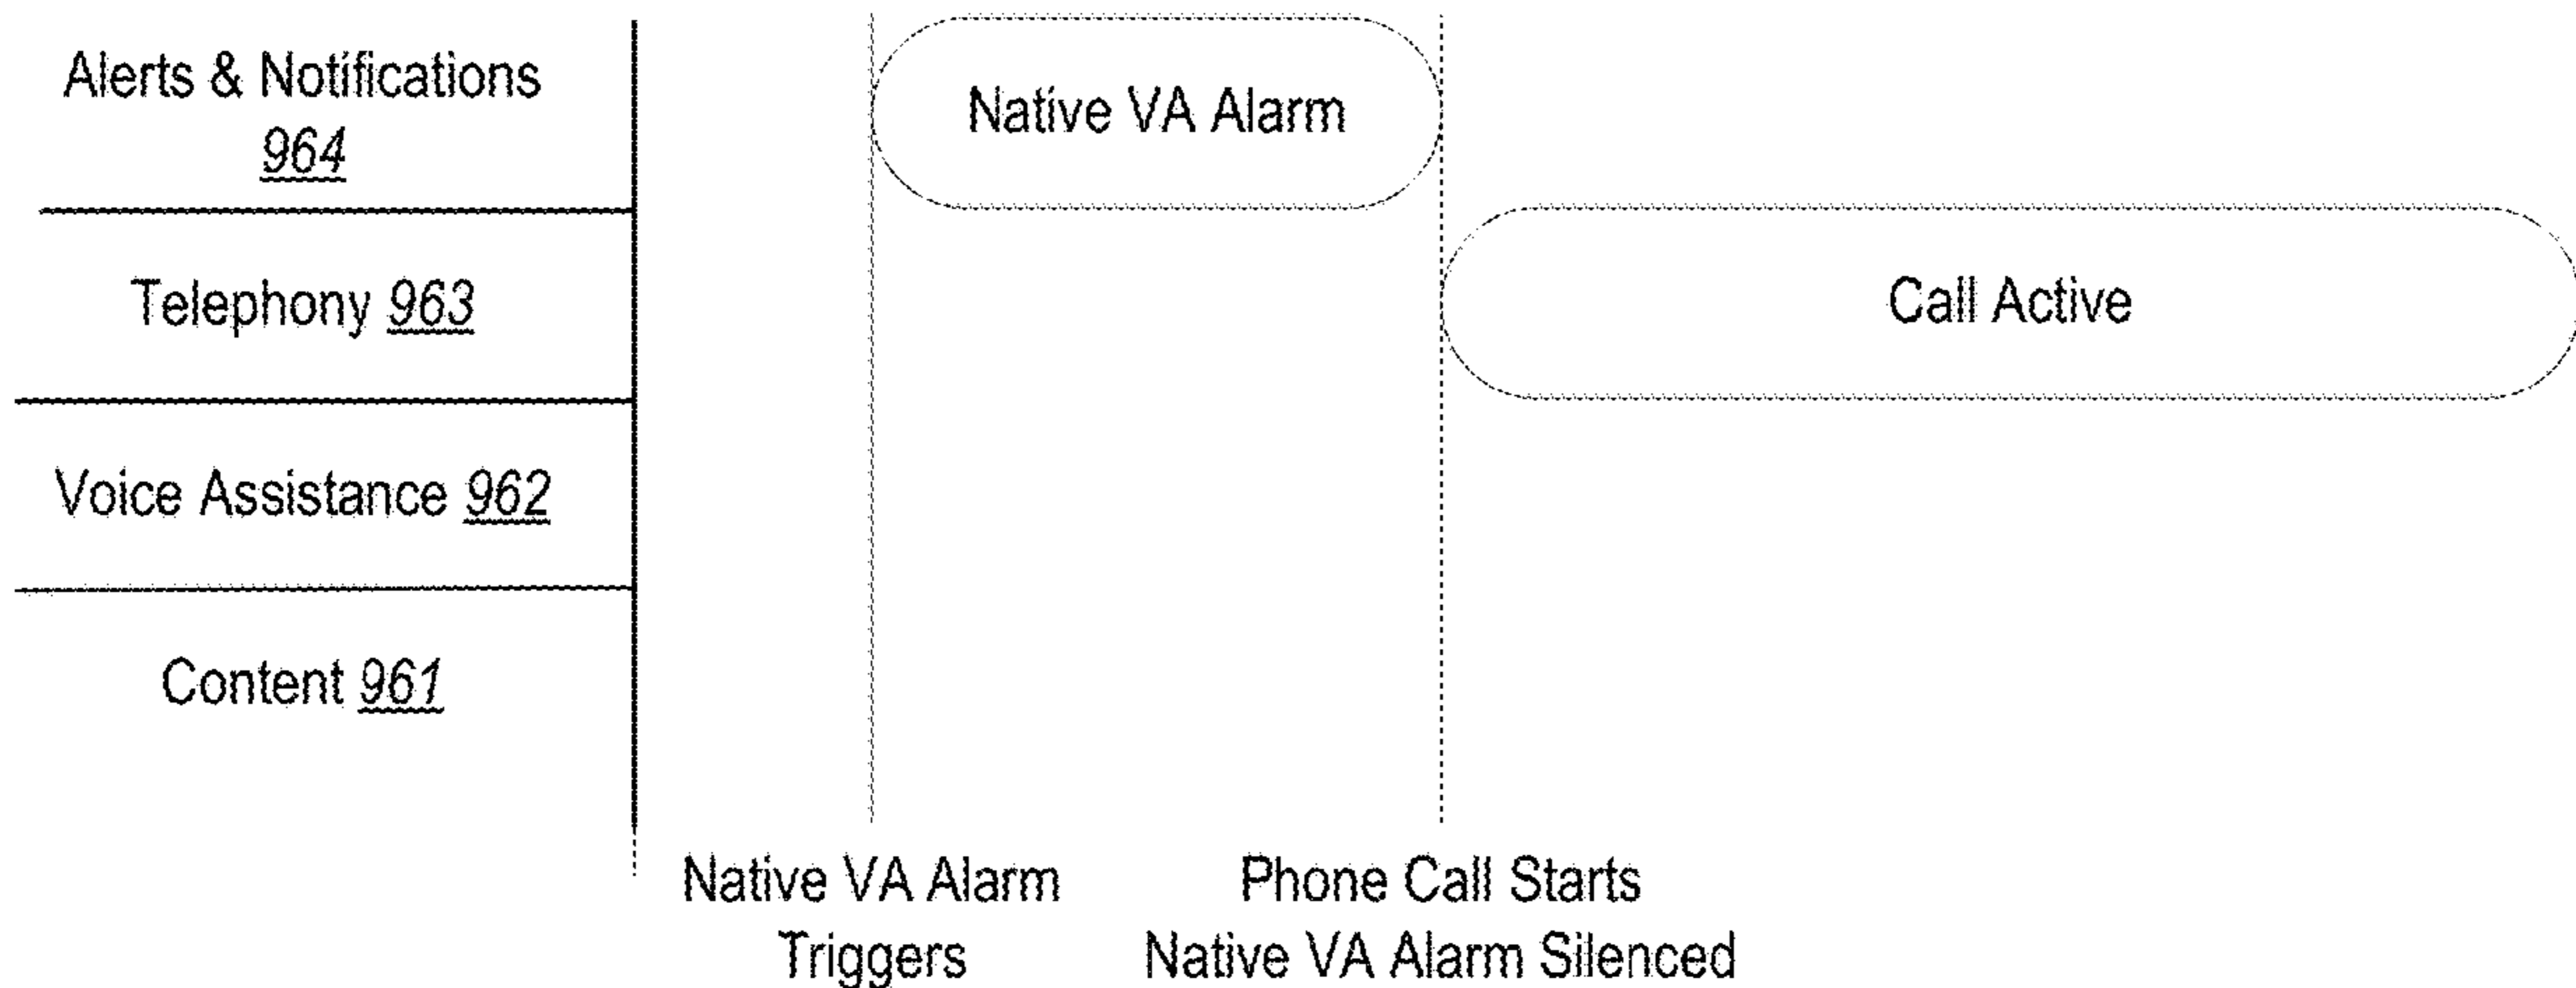 Alerts & Notifications
964
Native VA Alarm
Telephony 963
Call Active
Voice Assistance 962
Content 961
Native VA Alarm
Triggers
Phone Call Starts
Native VA Alarm Silenced